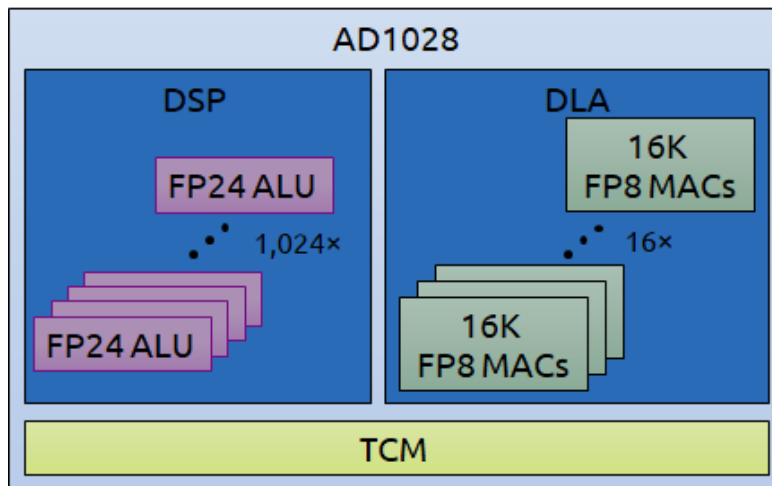 AD1028
DSP
FP24 ALU
1,024×
FP24 ALU
DLA
16K
FP8 MACs
16×
16K
FP8 MACs
TCM